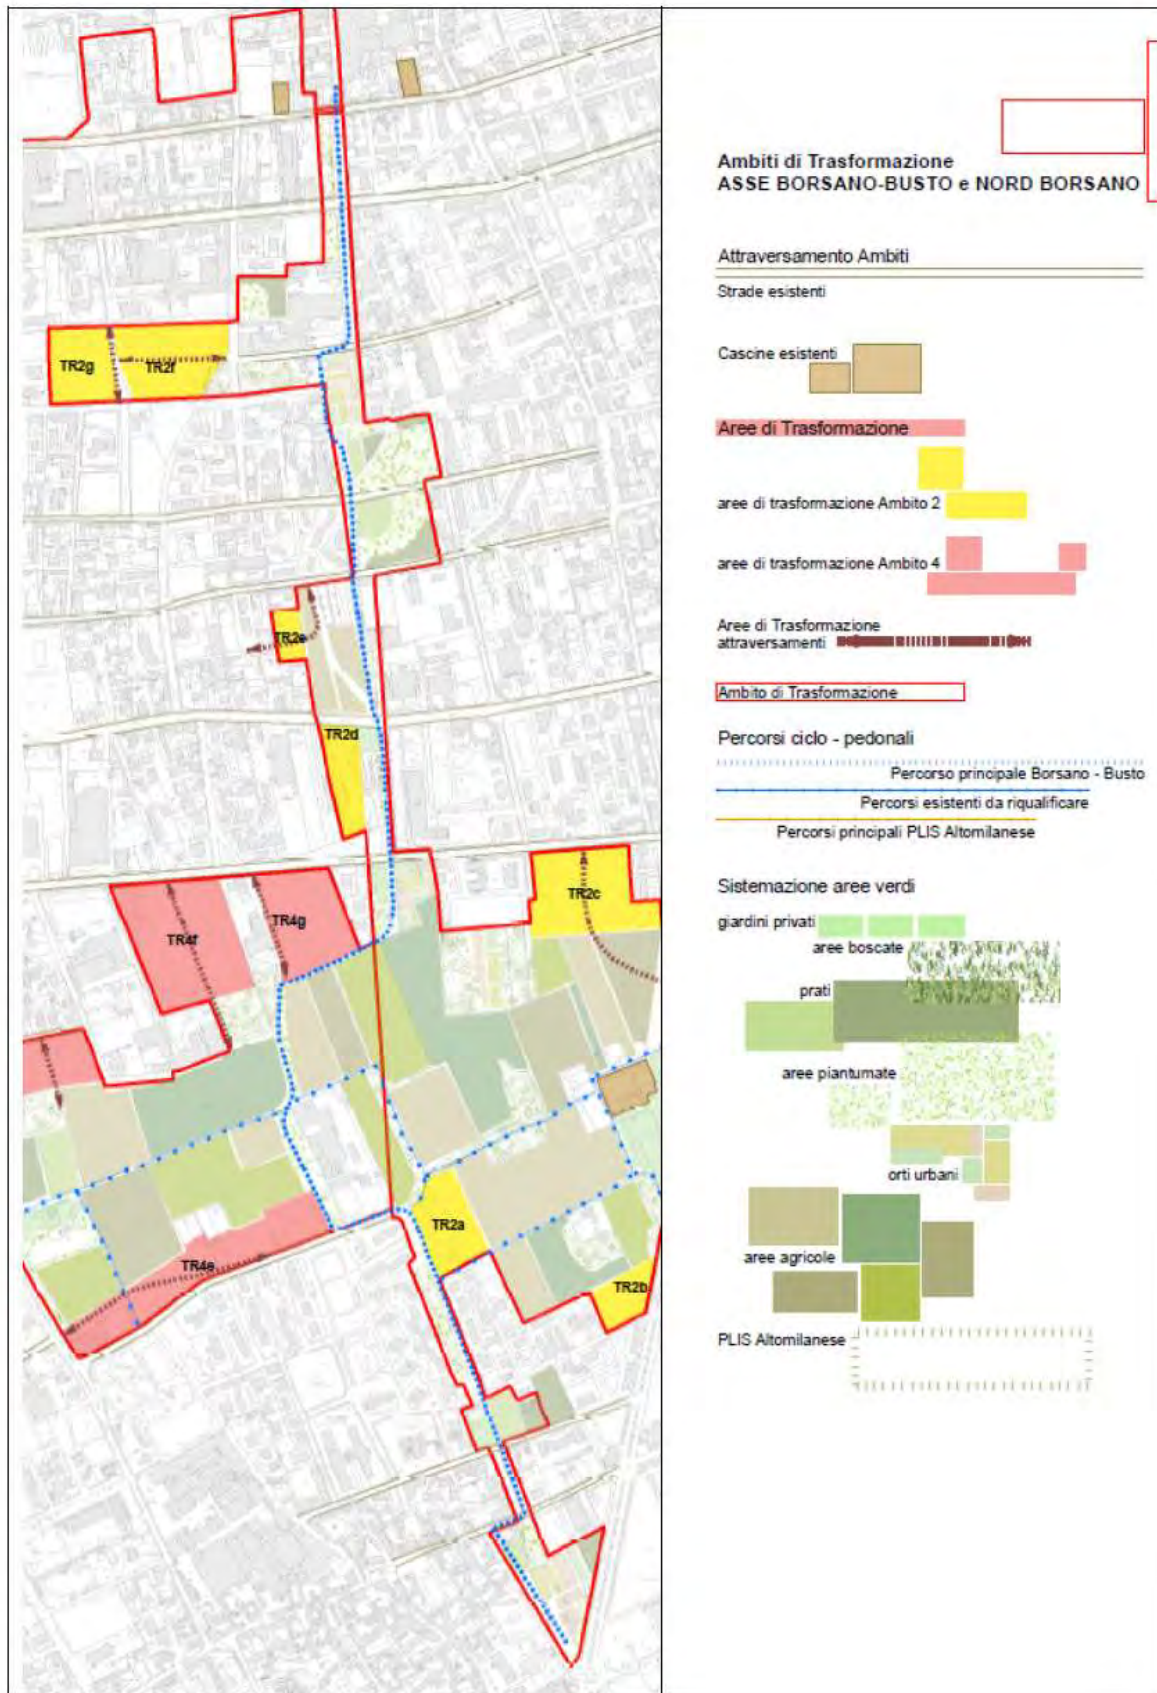 TR2g
TR2f
TR2e
TR2d
TR2c
TR4g
TR4f
TR2a
TR4e
TR2b
Ambiti di Trasformazione
ASSE BORSANO-BUSTO e NORD BORSANO
Attraversamento Ambiti
Strade esistenti
Cascine esistenti
Aree di Trasformazione
aree di trasformazione Ambito 2
aree di trasformazione Ambito 4
Aree di Trasformazione
attraversamenti
Ambito di Trasformazione
Percorsi ciclo - pedonali
Percorso principale Borsano - Busto
Percorsi esistenti da riqualificare
Percorsi principali PLIS Altomilanese
Sistemazione aree verdi
giardini privati
aree boscate
prati
aree piantumate
orti urbani
aree agricole
PLIS Altomilanese